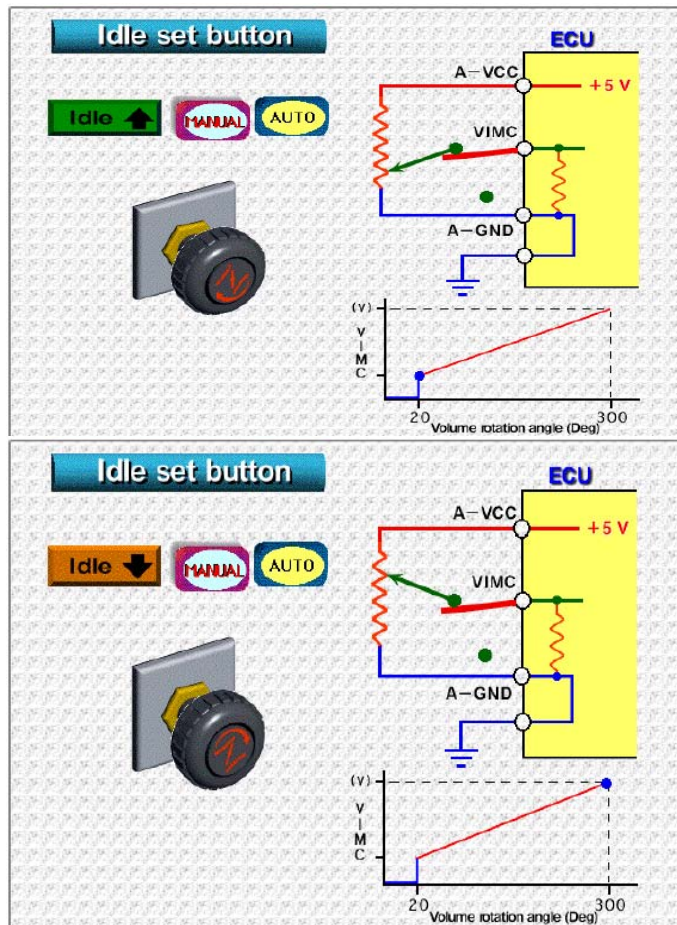 Idle set button
ECU
A-VCC
+5 V
Idle
MANUAL
AUTO
VIMC
A-GND
(V)
V
I
M
C
20
300
Volume rotation angle (Deg)
Idle set button
ECU
A-VCC
+5 V
Idle
MANUAL
AUTO
VIMC
A-GND
(V)
V
I
M
C
20
300
Volume rotation angle (Deg)